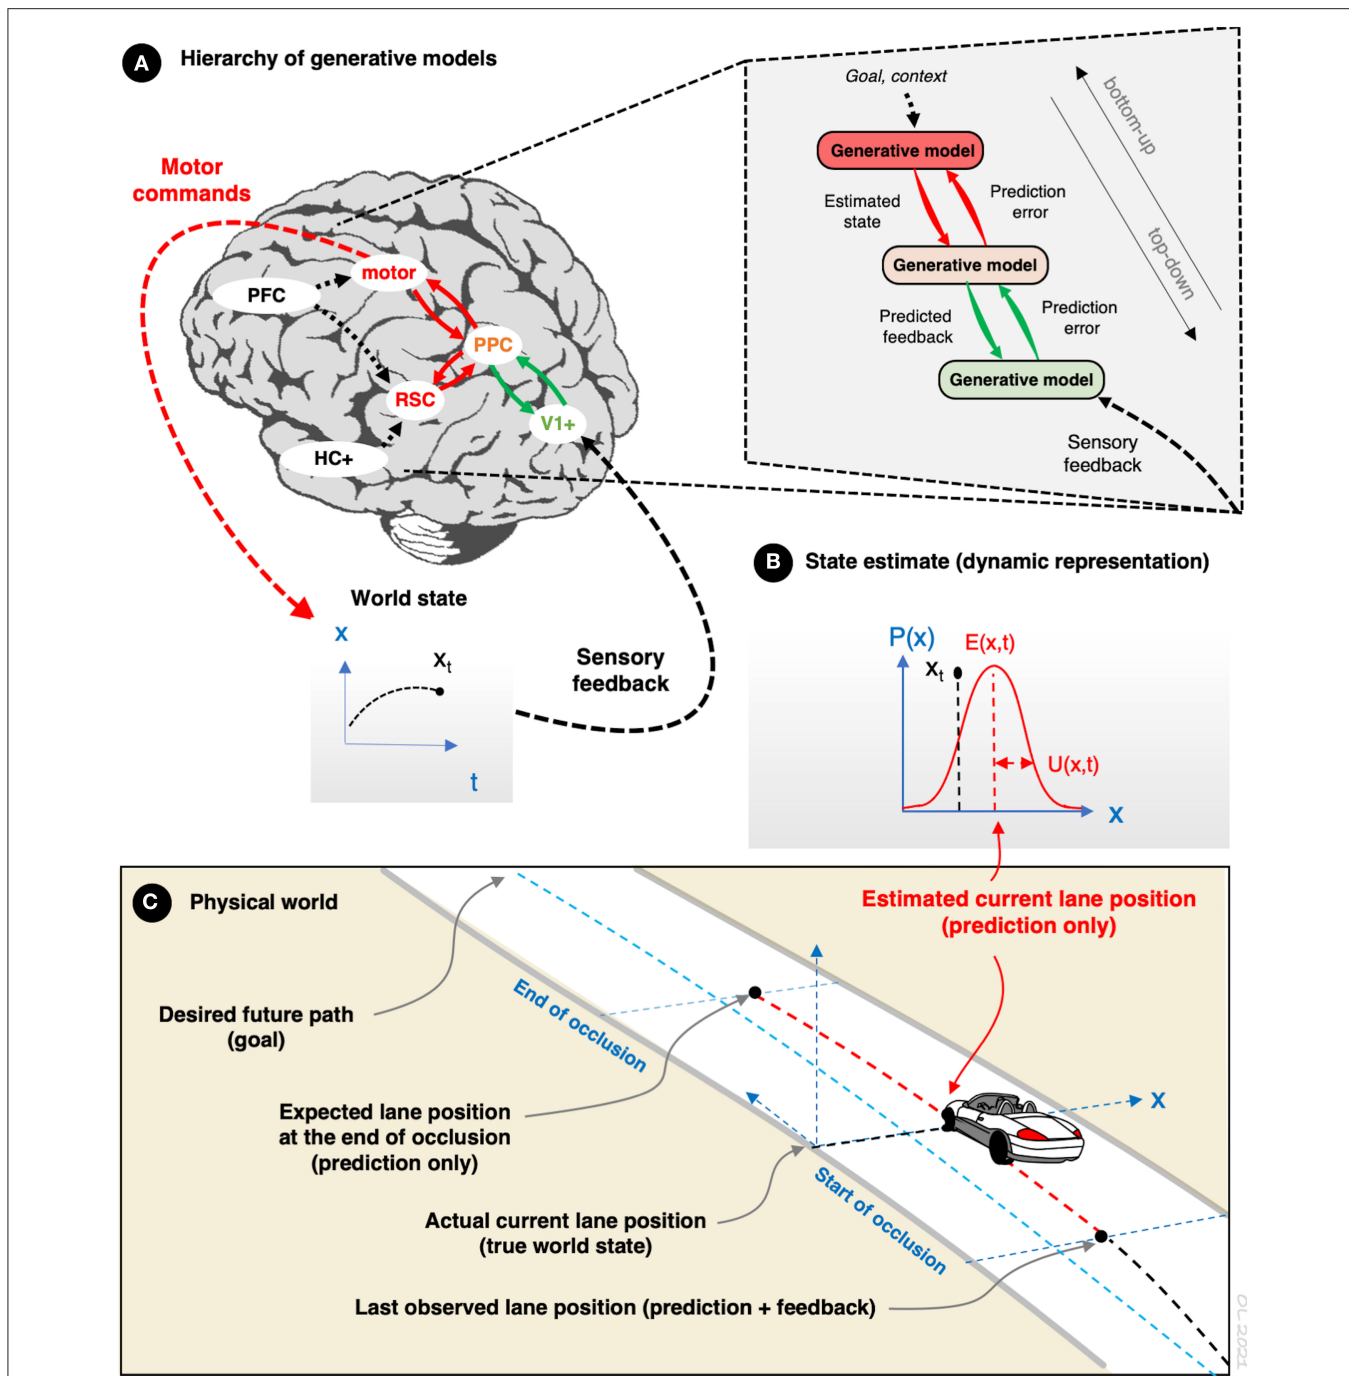 A Hierarchy of generative models
Motor
commands
PFC
motor
PPC
RSC
V1+
HC+
Goal, context
Generative model
Estimated
state
Prediction
error
Generative model
Predicted
feedback
Prediction
error
Generative model
Sensory
feedback
bottom-up
top-down
World state
x
xt
t
Sensory
feedback
B State estimate (dynamic representation)
P(x)
E(x,t)
xt
U(x,t)
x
C Physical world
Estimated current lane position
(prediction only)
Desired future path
(goal)
End of occlusion
Expected lane position
at the end of occlusion
(prediction only)
x
Start of occlusion
Actual current lane position
(true world state)
Last observed lane position (prediction + feedback)
OL 2021